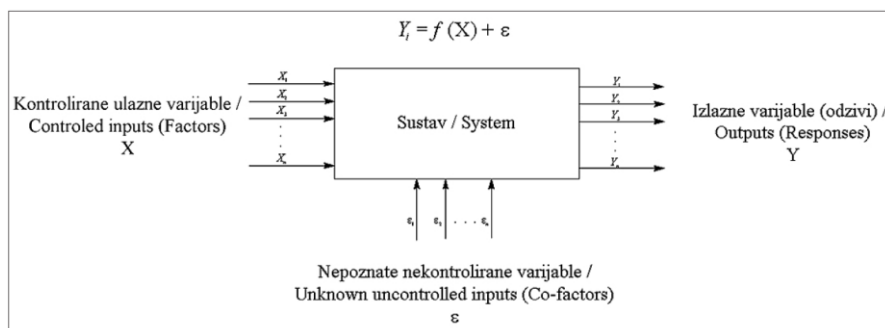 Y_i = f (X) + ε
Kontrolirane ulazne varijable /
Controled inputs (Factors)
X
X₁
X₂
X₃
. . .
Xₙ
Sustav / System
Y₁
Y₂
Y₃
. . .
Yₙ
Izlazne varijable (odzivi) /
Outputs (Responses)
Y
ε₁ ε₂ . . . εₙ
Nepoznate nekontrolirane varijable /
Unknown uncontrolled inputs (Co-factors)
ε